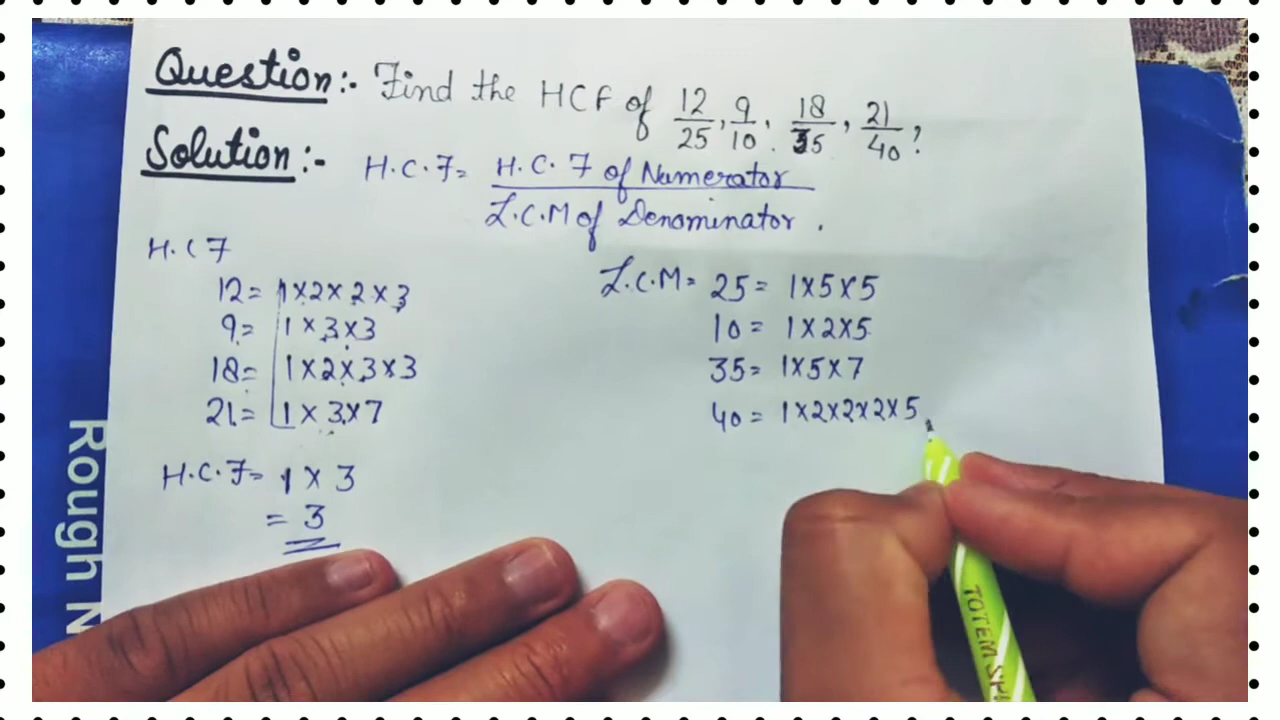 Question:- Find the HCF of 12/25, 9/10, 18/35, 21/40?
Solution:- H.C.F= H.C.F of Numerator / L.C.M of Denominator.
H.CF
12= 1×2×2×3
9= 1×3×3
18= 1×2×3×3
21= 1×3×7
H.C.F= 1×3
= 3
L.C.M= 25= 1×5×5
10= 1×2×5
35= 1×5×7
40= 1×2×2×2×5
Rough N
TOTEM